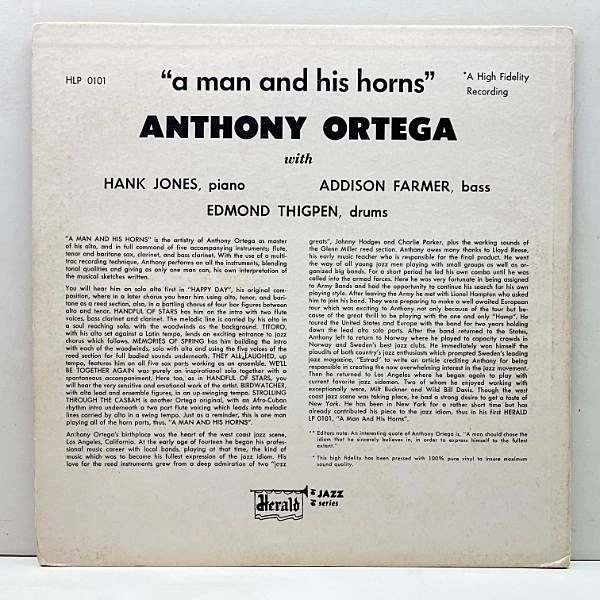 HLP 0101
"a man and his horns"
*A High Fidelity
Recording
ANTHONY ORTEGA
with
HANK JONES, piano
ADDISON FARMER, bass
EDMOND THIGPEN, drums
"A MAN AND HIS HORNS" is the artistry of Anthony Ortega as master
of his alto, and in full command of five accompanying instruments; flute,
tenor and baritone sax, clarinet, and bass clarinet. With the use of a multi-
trac recording technique, Anthony performs on all the instruments, blending
tonal qualities and giving as only one man can, his own interpretation of
the musical sketches written.
You will hear him on solo alto first in "HAPPY DAY", his original com-
position, where in a later chorus you hear him using alto, tenor, and bari-
tone as a reed section, also, in a battling chorus of four bar figures between
alto and tenor. HANDFUL OF STARS has him on the intro with two flute
voices, bass clarinet and clarinet. The melodic line is carried by his alto in
a soul reaching solo, with the woodwinds as the background. TITORO,
with his alto set against a Latin tempo, lends an exciting entrance to jazz
chorus which follows. MEMORIES OF SPRING has him building the intro
with each of the woodwinds, solo with alto and using the five voices of the
reed section for full bodied sounds underneath, THEY ALL LAUGHED, up
tempo, features him on all five sax parts working as an ensemble. WE'LL
BE TOGETHER AGAIN was purely an inspirational solo together with a
spontaneous accompaniment. Here too, as in HANDFUL OF STARS, you
will hear the very sensitive and emotional work of the artist. BIRDWATCHER,
with alto lead and ensemble figures, in an up-swinging tempo. STROLLING
THROUGH THE CASBAH is another Ortega original, with an Afro-Cuban
rhythm intro underneath a two part flute voicing which leads into melodic
lines carried by alto in a swing tempo. Just as a reminder, this is one man
playing all of the horn parts, thus, "A MAN AND HIS HORNS".
Anthony Ortega's birthplace was the heart of the west coast jazz scene,
Los Angeles, California. At the early age of fourteen he began his profes-
sional music career with local bands, playing at that time, the kind of
music which was to become his fullest expression of the jazz idiom. His
love for the reed instruments grew from a deep admiration of two "jazz
greats", Johnny Hodges and Charlie Parker, plus the working sounds of
the Glenn Miller reed section. Anthony owes many thanks to Lloyd Reese,
his early music teacher who is responsible for the final product. He went
the way of all young jazz men playing with small groups as well as or-
ganized big bands. For a short period he led his own combo until he was
called into the armed forces. Here he was very fortunate in being assigned
to Army Bands and had the opportunity to continue his search for his own
playing style. After leaving the Army he met with Lionel Hampton who asked
him to join his band. They were preparing to make a well awaited European
tour which was exciting to Anthony not only because of the tour but be-
cause of the great thrill to be playing with the one and only "Hamp". He
toured the United States and Europe with the band for two years holding
down the lead alto solo parts. After the band returned to the States,
Anthony left to return to Norway where he played to capacity crowds in
Norway and Sweden's best jazz clubs. He immediately won himself the
plaudits of both country's jazz enthusiasts which prompted Sweden's leading
jazz magazine, "Estrad" to write an article crediting Anthony for being
responsible in creating the now overwhelming interest in the jazz movement.
Then he returned to Los Angeles where he began again to play with
current favorite jazz sidemen. Two of whom he enjoyed working with
exceptionally were, Milt Buckner and Wild Bill Davis. Though the west
coast jazz scene was taking place, he had a strong desire to get a taste of
New York. He has been in New York for a rather short time but has
already contributed his piece to the jazz idiom, thus in his first HERALD
LP 0101, "A Man And His Horns".
** Editors note: An interesting quote of Anthony Ortega is, "A man should chose the
idiom that he sincerely believes in, in order to express himself to the fullest
extent."
* This high fidelity has been pressed with 100% pure vinyl to insure maximum
sound quality.
Herald
JAZZ
series